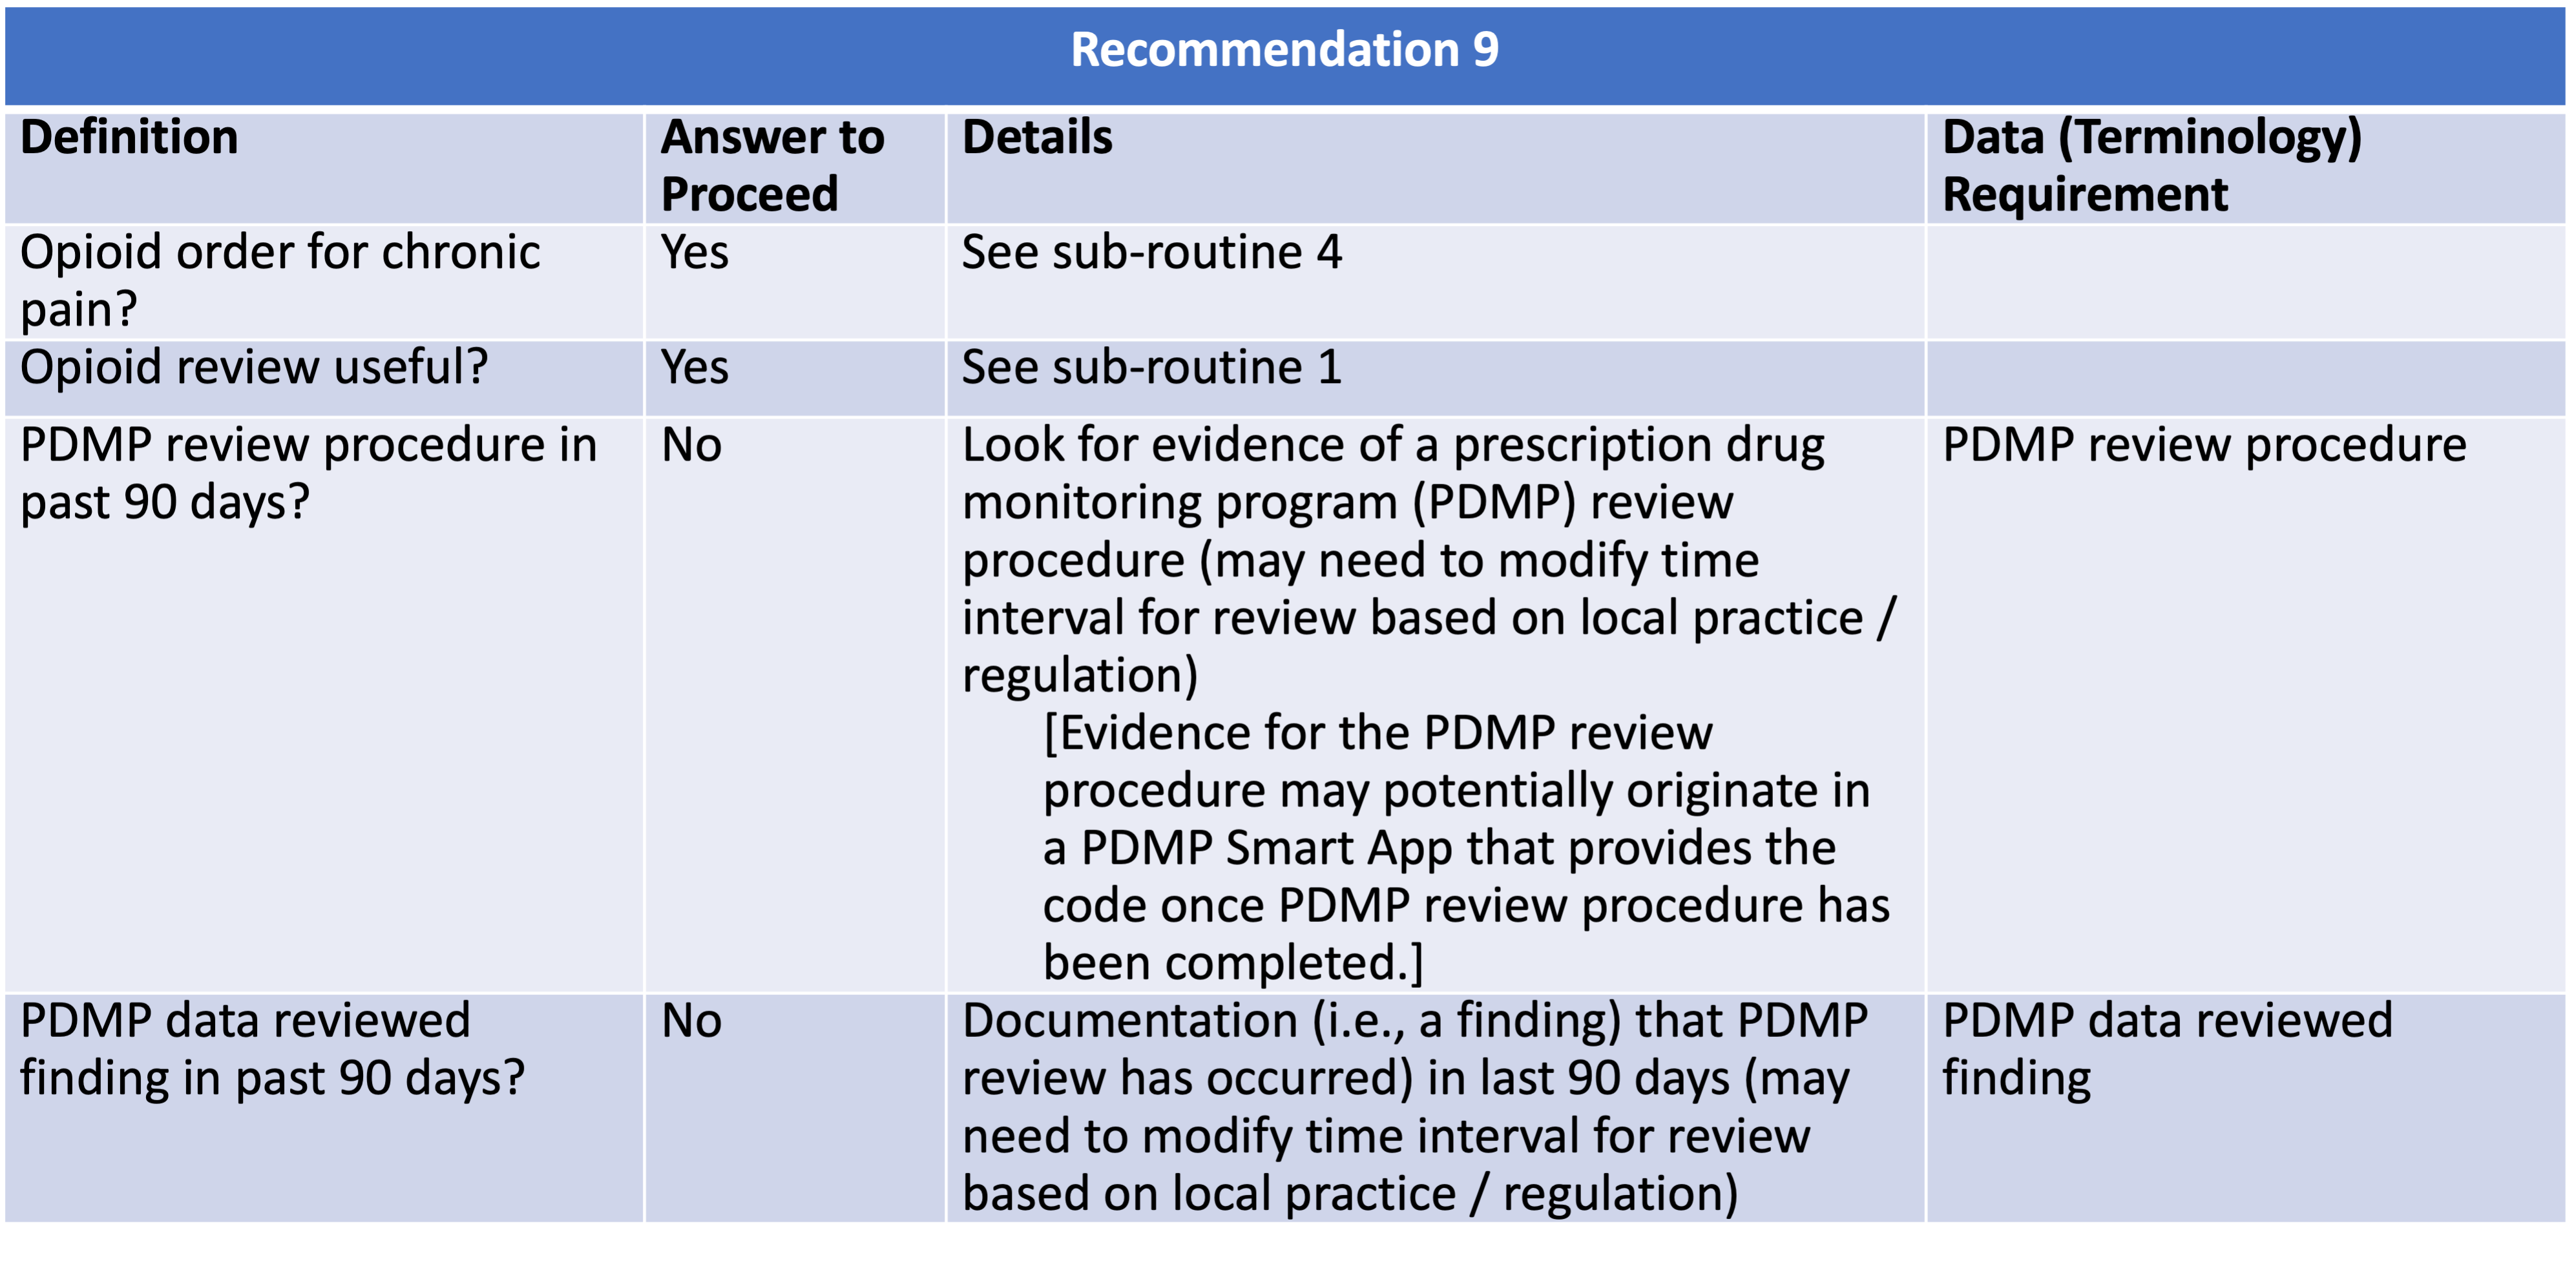 Recommendation 9
Definition
Answer to
Proceed
Details
Data (Terminology)
Requirement
Opioid order for chronic
pain?
Yes
See sub-routine 4
Opioid review useful?
Yes
See sub-routine 1
PDMP review procedure in
past 90 days?
No
Look for evidence of a prescription drug
monitoring program (PDMP) review
procedure (may need to modify time
interval for review based on local practice /
regulation)
[Evidence for the PDMP review
procedure may potentially originate in
a PDMP Smart App that provides the
code once PDMP review procedure has
been completed.]
PDMP review procedure
PDMP data reviewed
finding in past 90 days?
No
Documentation (i.e., a finding) that PDMP
review has occurred) in last 90 days (may
need to modify time interval for review
based on local practice / regulation)
PDMP data reviewed
finding